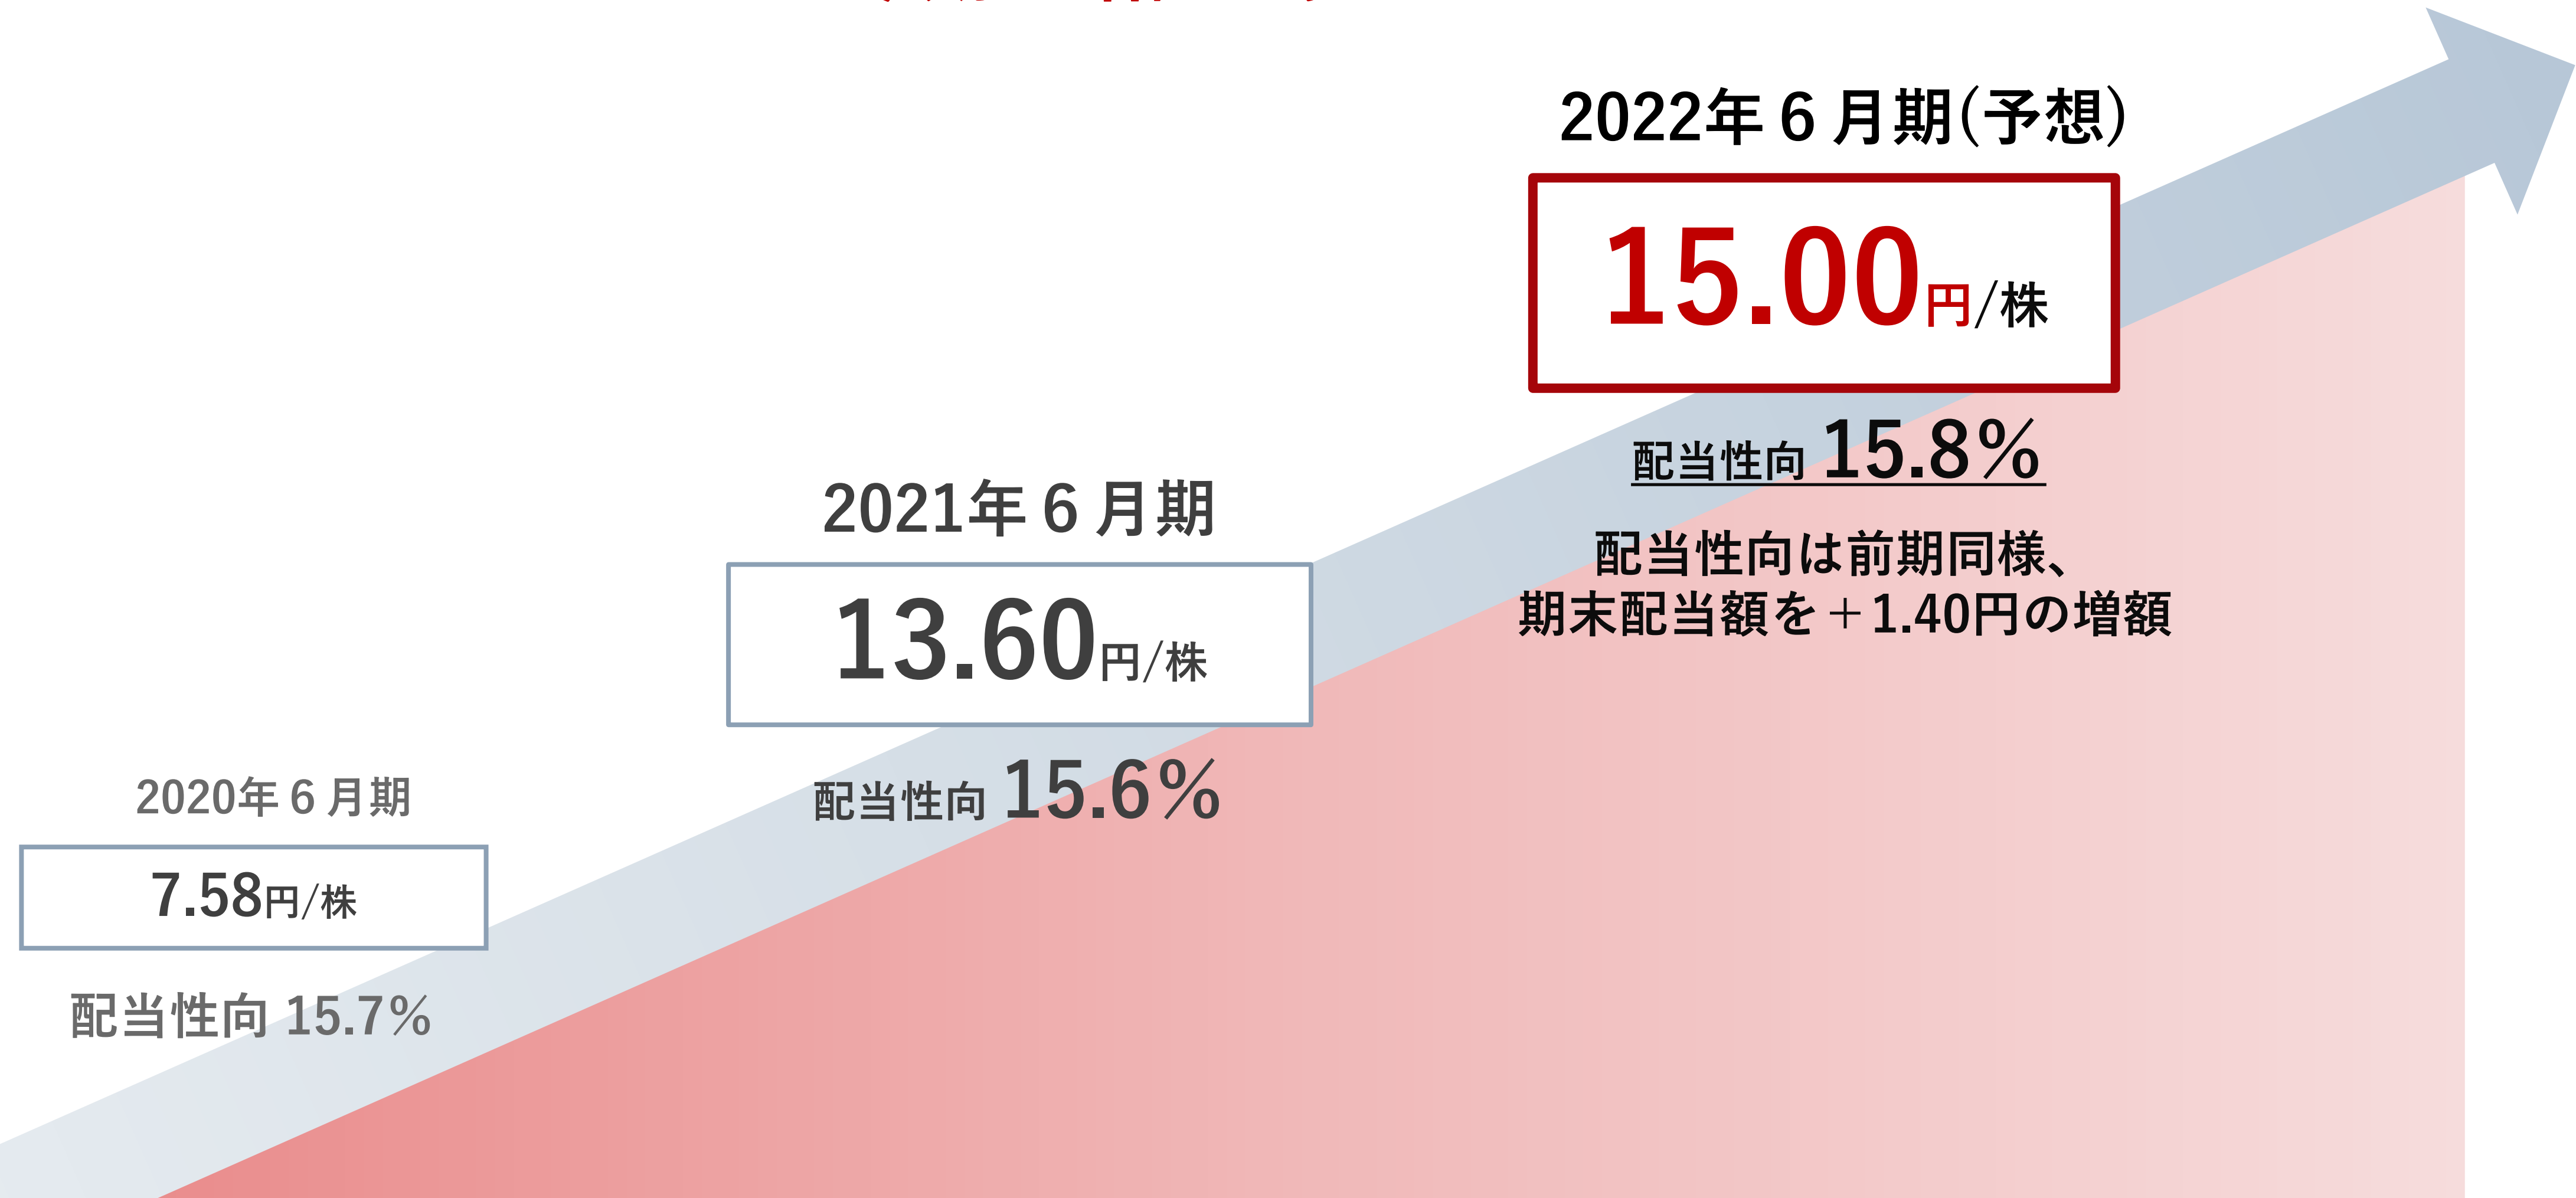 2020年６月期
7.58円/株
配当性向 15.7%
2021年６月期
13.60円/株
配当性向 15.6%
2022年６月期(予想)
15.00円/株
配当性向 15.8%
配当性向は前期同様、
期末配当額を＋1.40円の増額